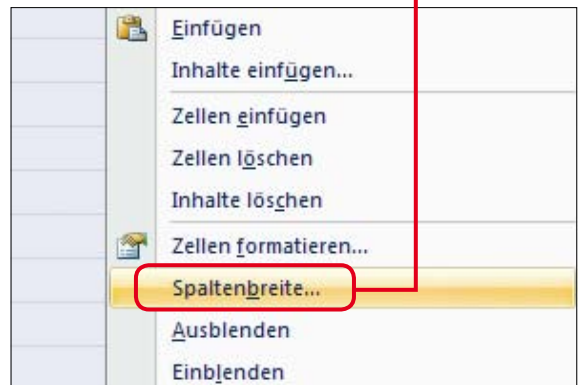 Einfügen
Inhalte einfügen...
Zellen einfügen
Zellen löschen
Inhalte löschen
Zellen formatieren...
Spaltenbreite...
Ausblenden
Einblenden